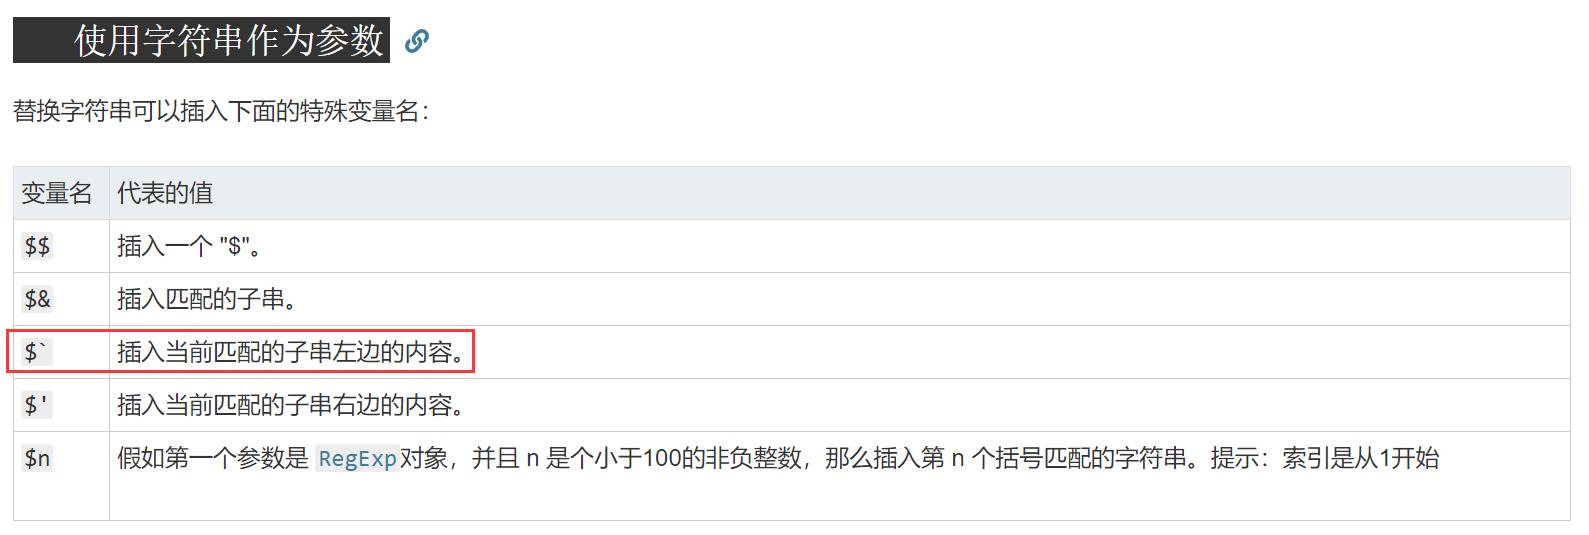 使用字符串作为参数
替换字符串可以插入下面的特殊变量名：
变量名 代表的值
$$ 插入一个 "$"。
$& 插入匹配的子串。
$` 插入当前匹配的子串左边的内容。
$' 插入当前匹配的子串右边的内容。
$n 假如第一个参数是 RegExp对象，并且 n 是个小于100的非负整数，那么插入第 n 个括号匹配的字符串。提示：索引是从1开始